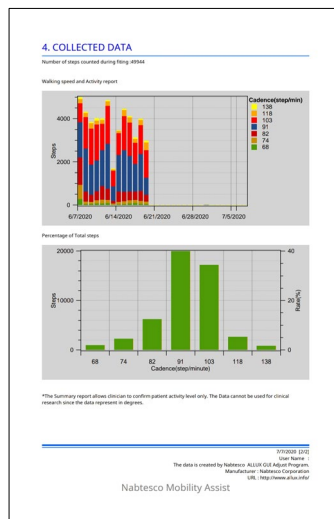 4. COLLECTED DATA
Number of steps counted during fitting :49944
Walking speed and Activity report
Cadence(step/min)
138
118
103
91
82
74
68
Steps
4000
2000
0
6/7/2020 6/14/2020 6/21/2020 6/28/2020 7/5/2020
Percentage of Total steps
20000
10000
0
Steps
40
20
0
Rate(%)
68 74 82 91 103 118 138
Cadence(step/minute)
*The Summary report allows clinician to confirm patient activity level only. The Data cannot be used for clinical
research since the data represent in degrees.
7/7/2020 [2/2]
User Name :
The data is created by Nabtesco ALLUX GUI Adjust Program.
Manufacturer : Nabtesco Corporation
URL : http://www.allux.info/
Nabtesco Mobility Assist